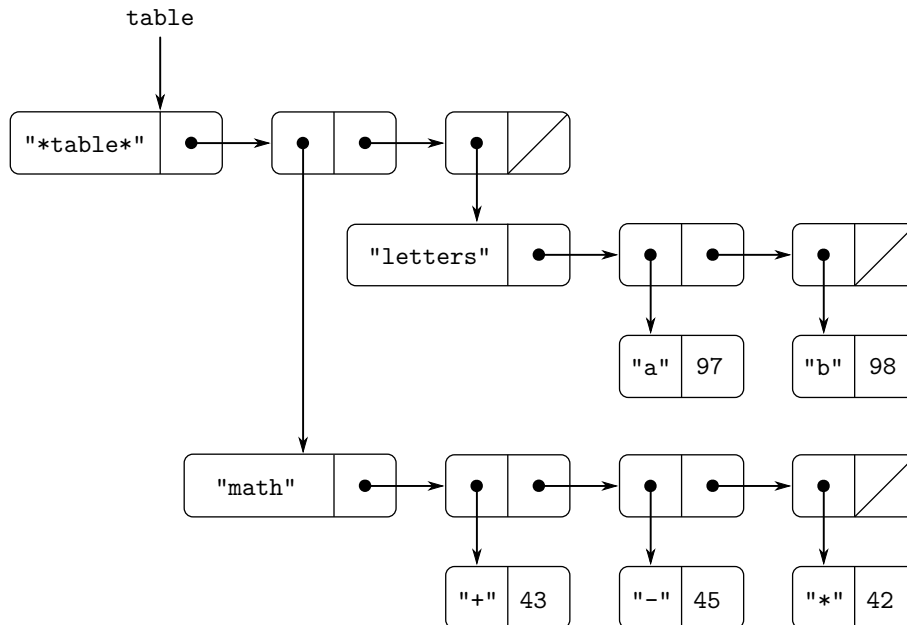 table
"*table*"
"letters"
"a" 97 "b" 98
"math"
"+" 43 "-" 45 "*" 42